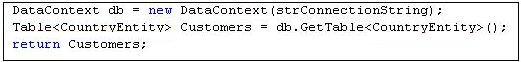 DataContext db = new DataContext(strConnectionString);
Table<CountryEntity> Customers = db.GetTable<CountryEntity>();
return Customers;